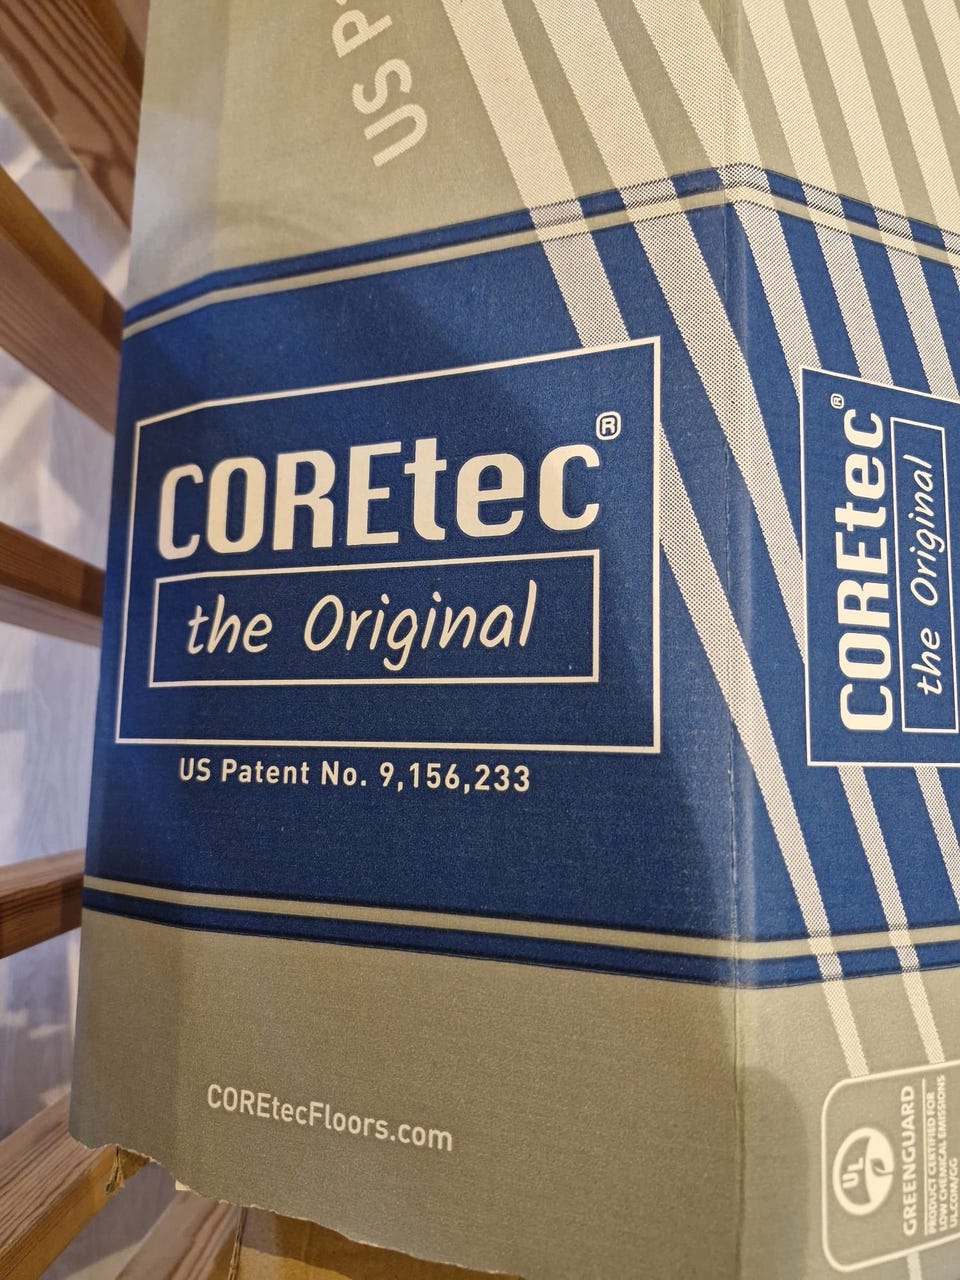 US P
COREtec®
the Original
US Patent No. 9,156,233
COREtecFloors.com
COREtec®
the Original
UL
GREENGUARD
PRODUCT CERTIFIED FOR
LOW CHEMICAL EMISSIONS
UL.COM/GG